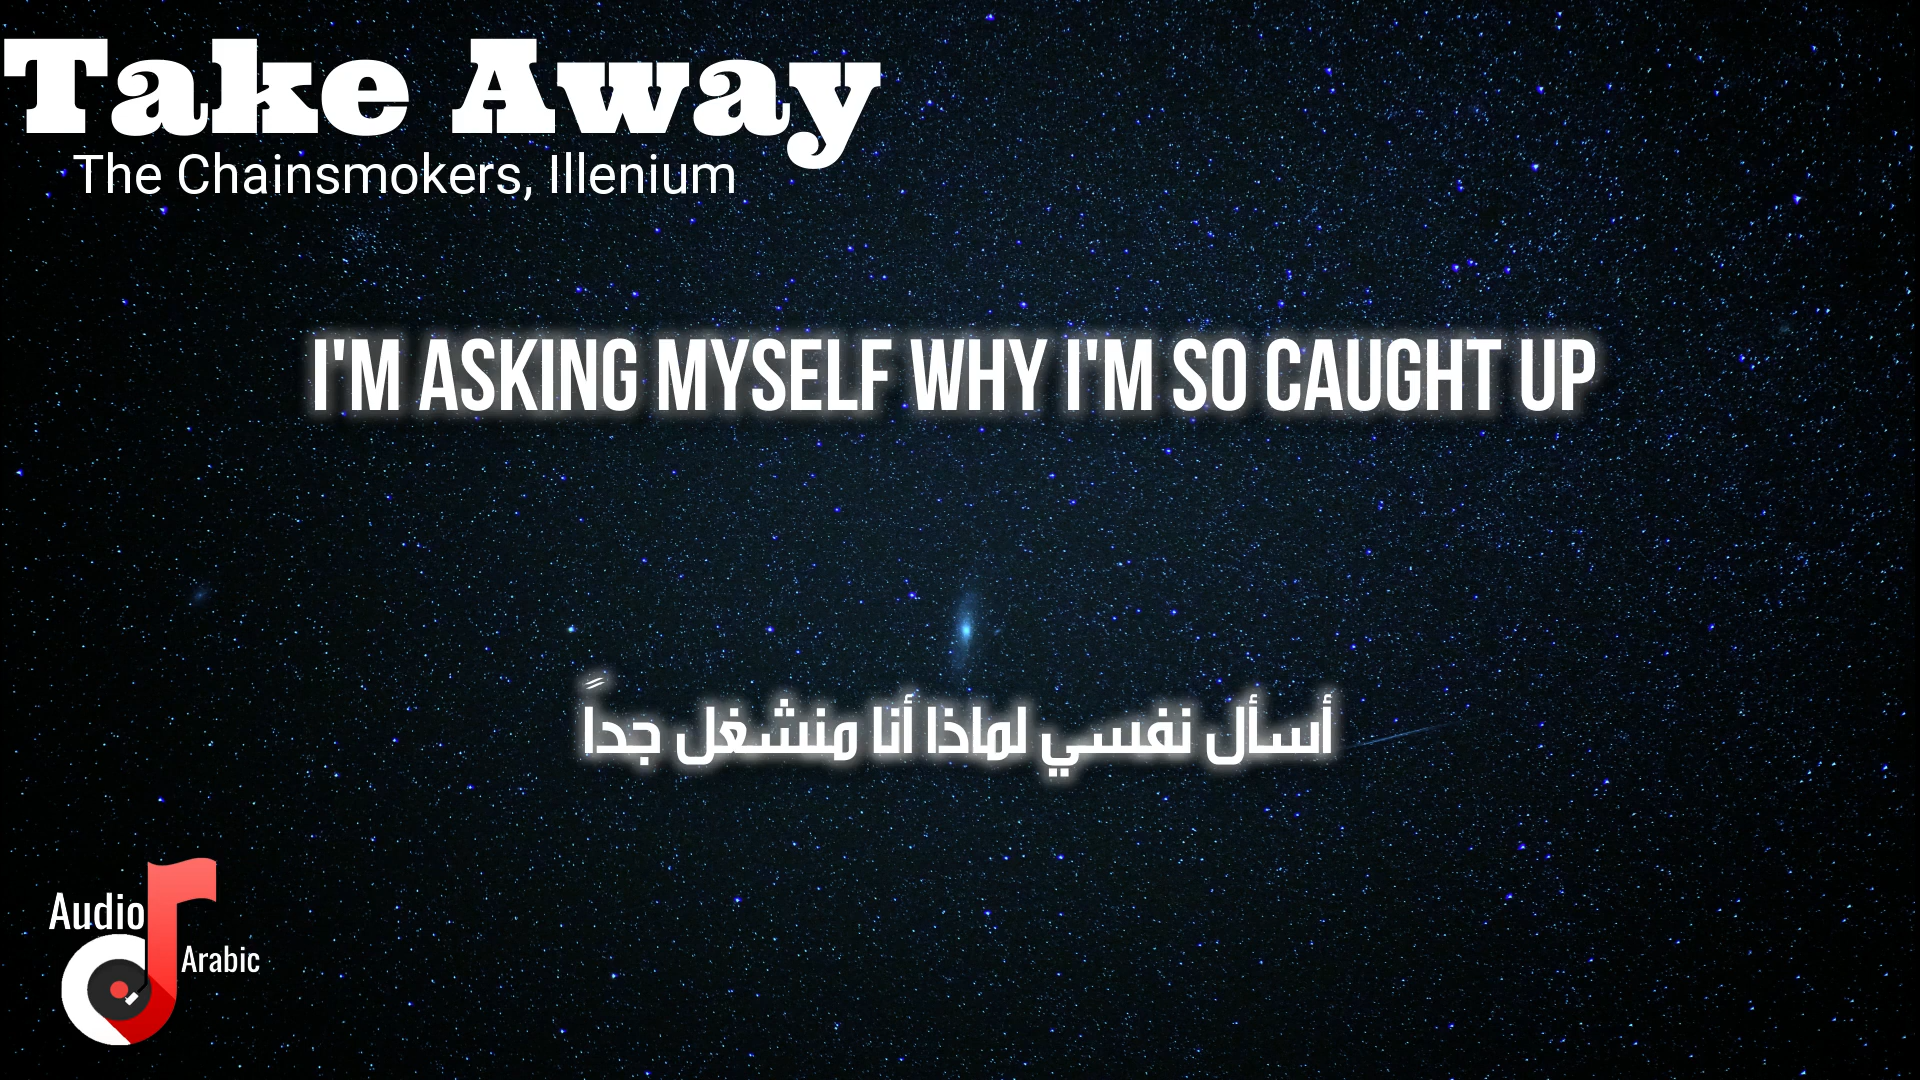 Take Away
The Chainsmokers, Illenium
I'M ASKING MYSELF WHY I'M SO CAUGHT UP
أسأل نفسي لماذا أنا منشغل جداً
Audio
Arabic